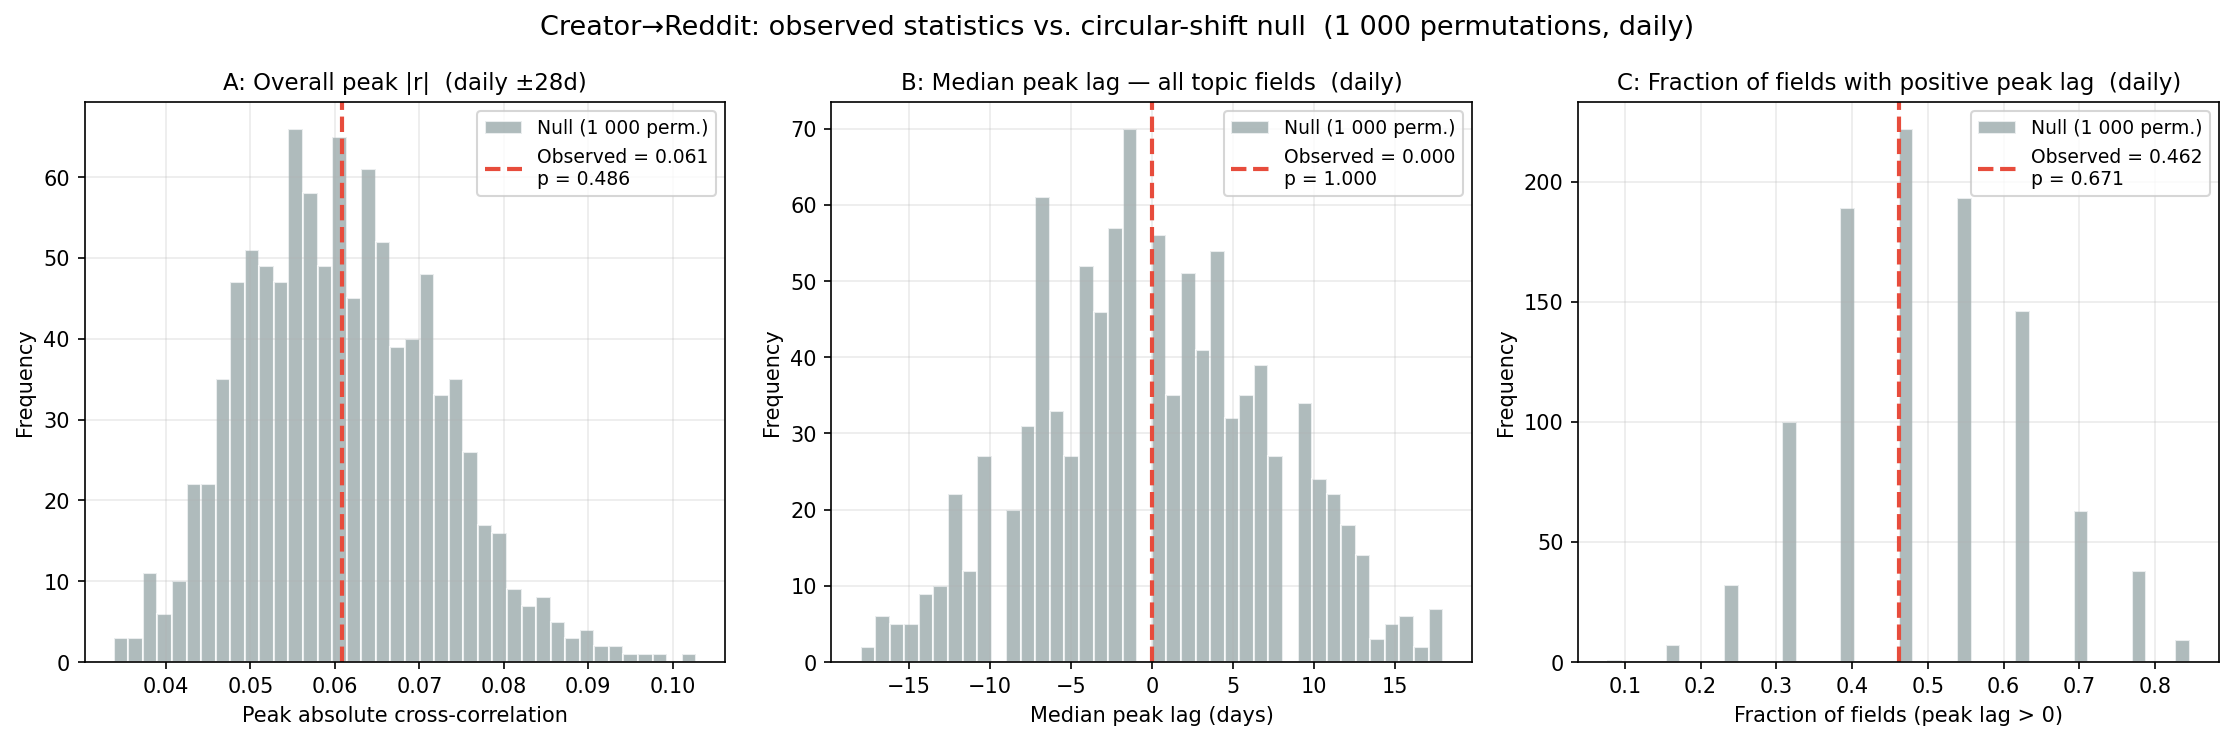 Creator→Reddit: observed statistics vs. circular-shift null (1 000 permutations, daily)
A: Overall peak |r| (daily ±28d)
Frequency
60
50
40
30
20
10
0
Null (1 000 perm.)
Observed = 0.061
p = 0.486
0.04 0.05 0.06 0.07 0.08 0.09 0.10
Peak absolute cross-correlation
B: Median peak lag — all topic fields (daily)
Frequency
70
60
50
40
30
20
10
0
Null (1 000 perm.)
Observed = 0.000
p = 1.000
−15 −10 −5 0 5 10 15
Median peak lag (days)
C: Fraction of fields with positive peak lag (daily)
Frequency
200
150
100
50
0
Null (1 000 perm.)
Observed = 0.462
p = 0.671
0.1 0.2 0.3 0.4 0.5 0.6 0.7 0.8
Fraction of fields (peak lag > 0)